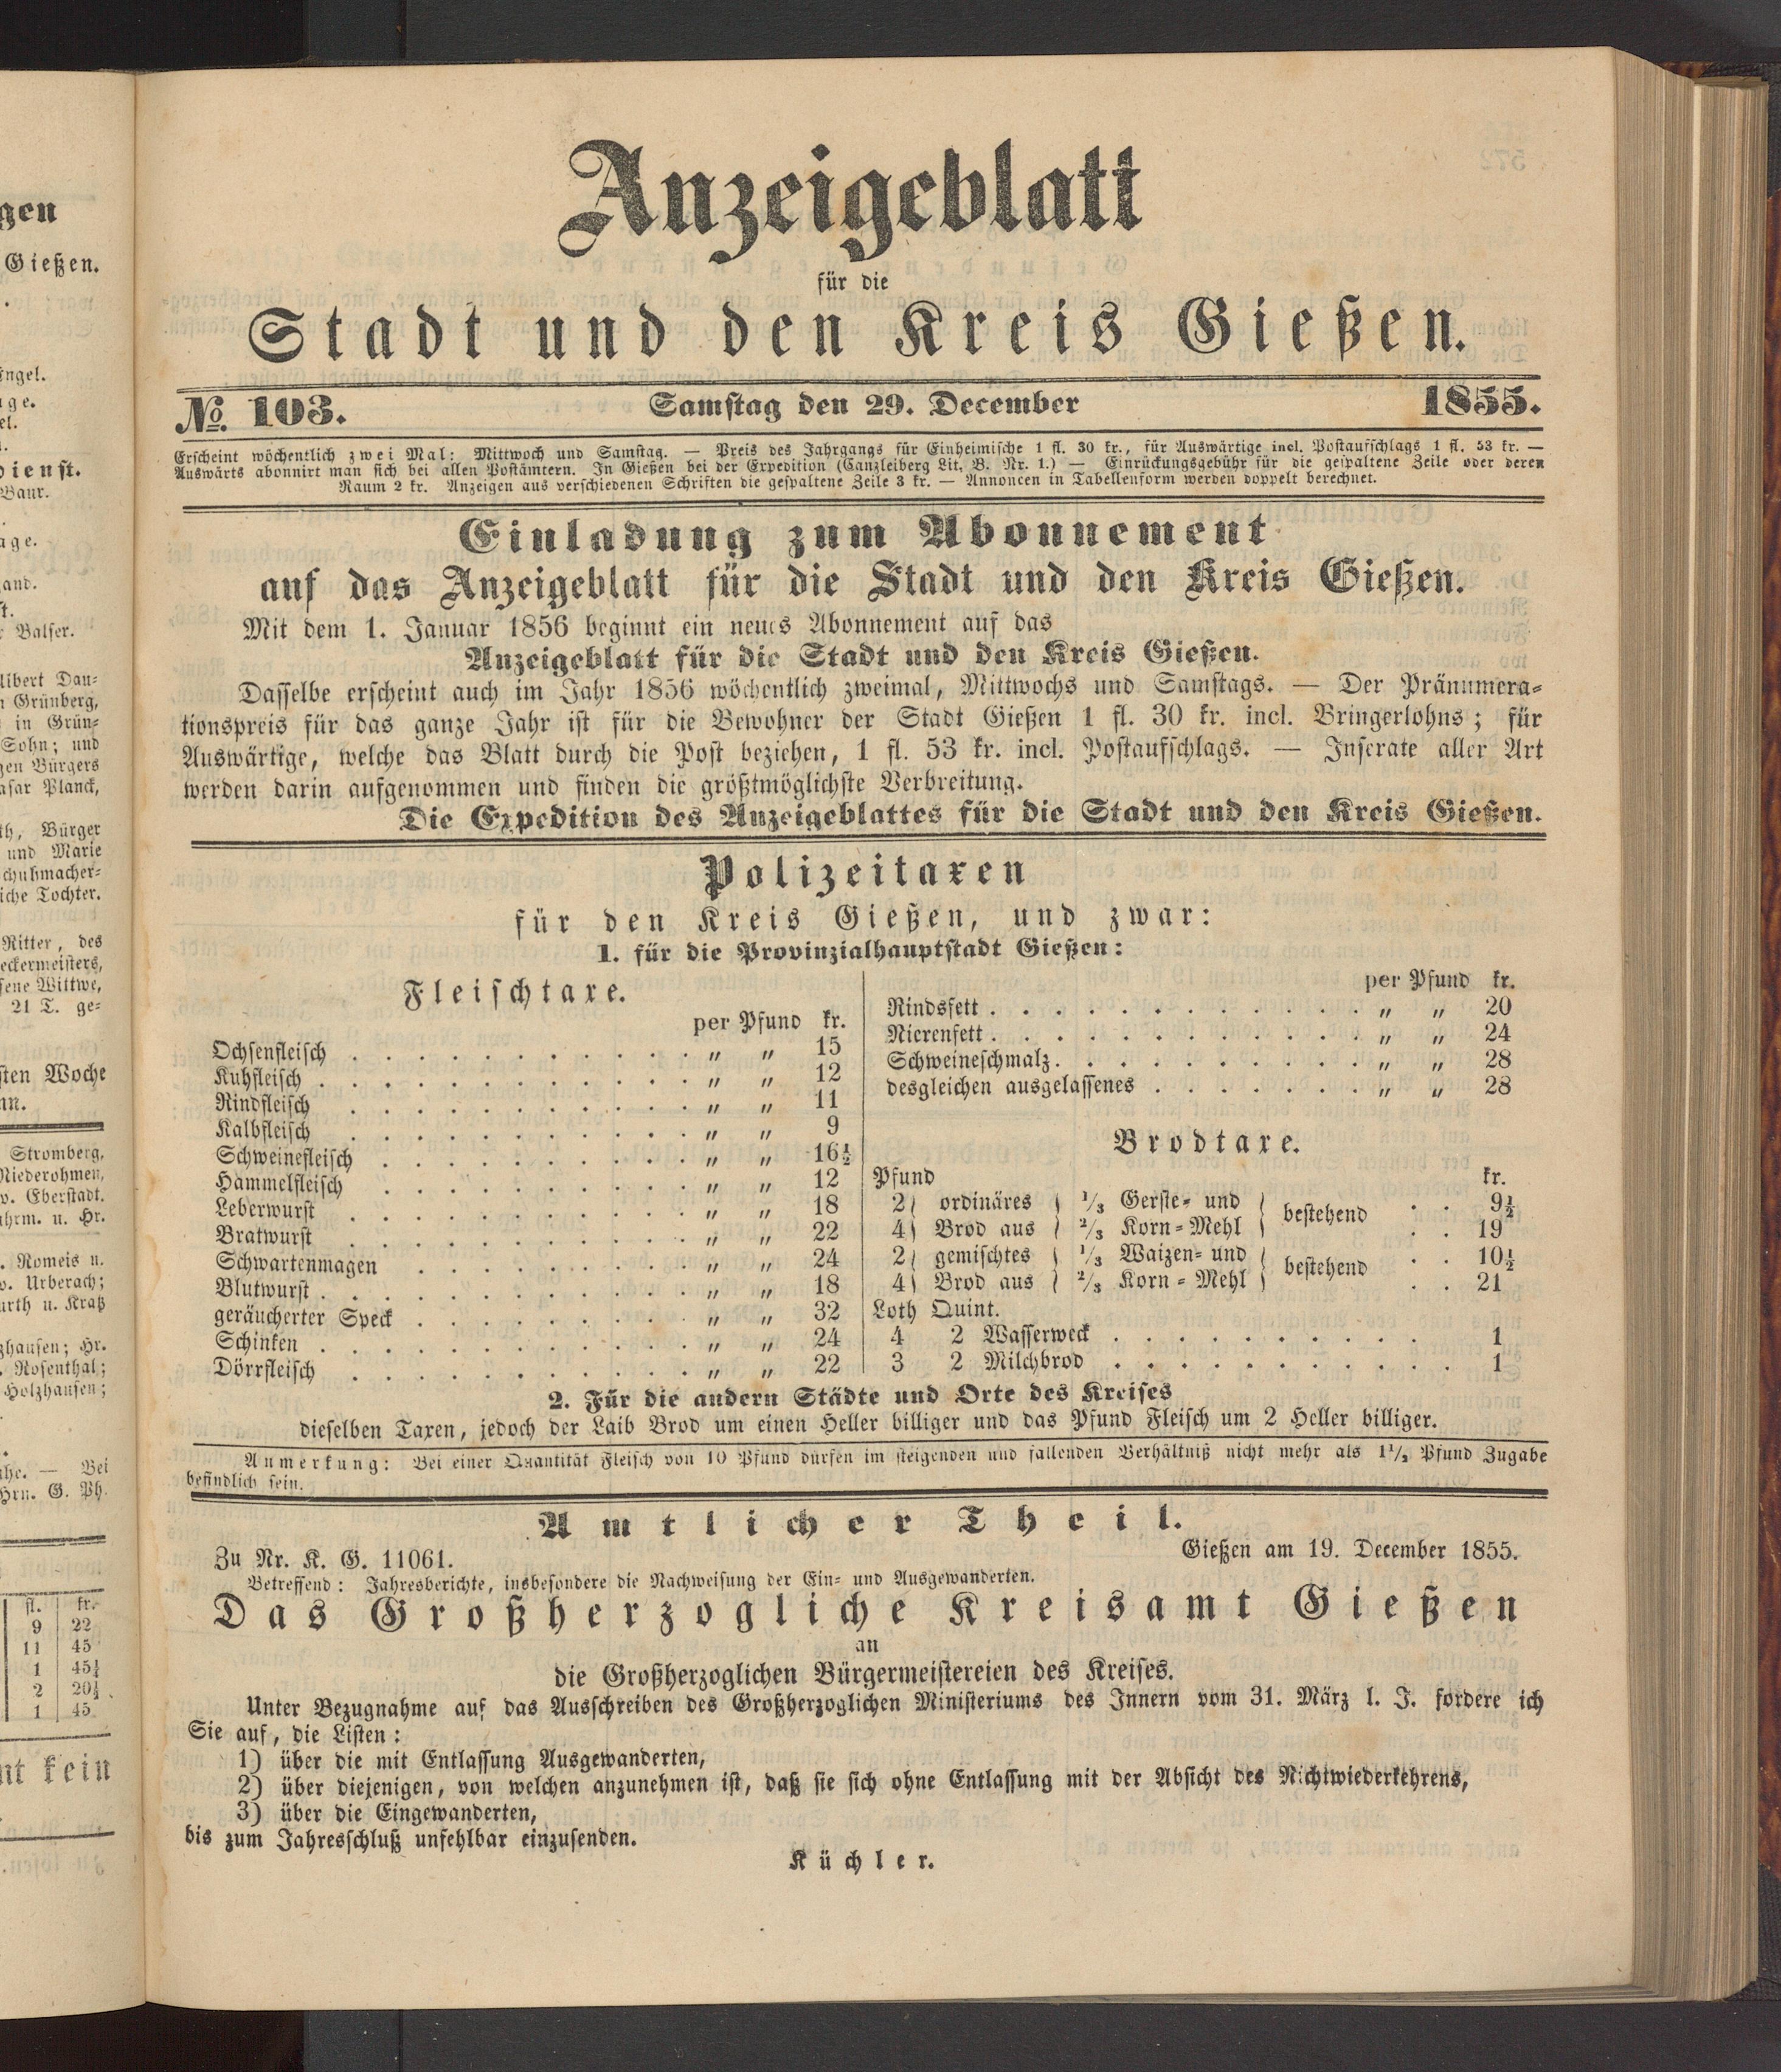 Anzeigeblatt
für die
Stadt und den Kreis Gießen.
No. 103. Samstag den 29. December 1855.
Erscheint wöchentlich zwei Mal: Mittwoch und Samstag. — Preis des Jahrgangs für Einheimische 1 fl. 30 kr., für Auswärtige incl. Postaufschlags 1 fl. 53 kr. —
Auswärts abonnirt man sich bei allen Postämtern. In Gießen bei der Expedition (Canzleiberg Lit. B. Nr. 1.) — Einrückungsgebühr für die gespaltene Zeile oder deren
Raum 2 kr. Anzeigen aus verschiedenen Schriften die gespaltene Zeile 3 kr. — Annoncen in Tabellenform werden doppelt berechnet.
Einladung zum Abonnement
auf das Anzeigeblatt für die Stadt und den Kreis Gießen.
Mit dem 1. Januar 1856 beginnt ein neues Abonnement auf das
Anzeigeblatt für die Stadt und den Kreis Gießen.
Dasselbe erscheint auch im Jahr 1856 wöchentlich zweimal, Mittwochs und Samstags. — Der Pränumera-
tionspreis für das ganze Jahr ist für die Bewohner der Stadt Gießen 1 fl. 30 kr. incl. Bringerlohns; für
Auswärtige, welche das Blatt durch die Post beziehen, 1 fl. 53 kr. incl. Postaufschlags. — Inserate aller Art
werden darin aufgenommen und finden die größtmöglichste Verbreitung.
Die Expedition des Anzeigeblattes für die Stadt und den Kreis Gießen.
Polizeitaxen
für den Kreis Gießen, und zwar:
1. für die Provinzialhauptstadt Gießen:
Fleischtaxe.
per Pfund kr.
Ochsenfleisch . . . . . . . . . . . „ „ 15
Kuhfleisch . . . . . . . . . . . . „ „ 12
Rindfleisch . . . . . . . . . . . „ „ 11
Kalbfleisch . . . . . . . . . . . „ „ 9
Schweinefleisch . . . . . . . . . . „ „ 16½
Hammelfleisch . . . . . . . . . . „ „ 12
Leberwurst . . . . . . . . . . . „ „ 18
Bratwurst . . . . . . . . . . . „ „ 22
Schwartenmagen . . . . . . . . . „ „ 24
Blutwurst . . . . . . . . . . . . „ „ 18
geräucherter Speck . . . . . . . . . „ „ 32
Schinken . . . . . . . . . . . . „ „ 24
Dörrfleisch . . . . . . . . . . . „ „ 22
per Pfund kr.
Rindsfett . . . . . . . . . . . . „ „ 20
Nierenfett . . . . . . . . . . . . „ „ 24
Schweineschmalz . . . . . . . . . . „ „ 28
desgleichen ausgelassenes . . . . . . . „ „ 28
Brodtaxe.
Pfund kr.
2) ordinäres ( 1/3 Gerste- und ) bestehend . . 9½
4) Brod aus ( 2/3 Korn-Mehl ) . . 19
2) gemischtes ( 1/3 Waizen- und ) bestehend . . 10½
4) Brod aus ( 2/3 Korn-Mehl ) . . 21
Loth Quint.
4 2 Wasserweck . . . . . . . . . . 1
3 2 Milchbrod . . . . . . . . . . . 1
2. Für die andern Städte und Orte des Kreises
dieselben Taxen, jedoch der Laib Brod um einen Heller billiger und das Pfund Fleisch um 2 Heller billiger.
Anmerkung: Bei einer Quantität Fleisch von 10 Pfund dürfen im steigenden und fallenden Verhältniß nicht mehr als 1½ Pfund Zugabe
befindlich sein.
Amtlicher Theil.
Zu Nr. K. G. 11061. Gießen am 19. December 1855.
Betreffend: Jahresberichte, insbesondere die Nachweisung der Ein- und Ausgewanderten.
Das Großherzogliche Kreisamt Gießen
an
die Großherzoglichen Bürgermeistereien des Kreises.
Unter Bezugnahme auf das Ausschreiben des Großherzoglichen Ministeriums des Innern vom 31. März l. J. fordere ich
Sie auf, die Listen:
1) über die mit Entlassung Ausgewanderten,
2) über diejenigen, von welchen anzunehmen ist, daß sie sich ohne Entlassung mit der Absicht des Nichtwiederkehrens,
3) über die Eingewanderten,
bis zum Jahresschluß unfehlbar einzusenden.
Küchler.